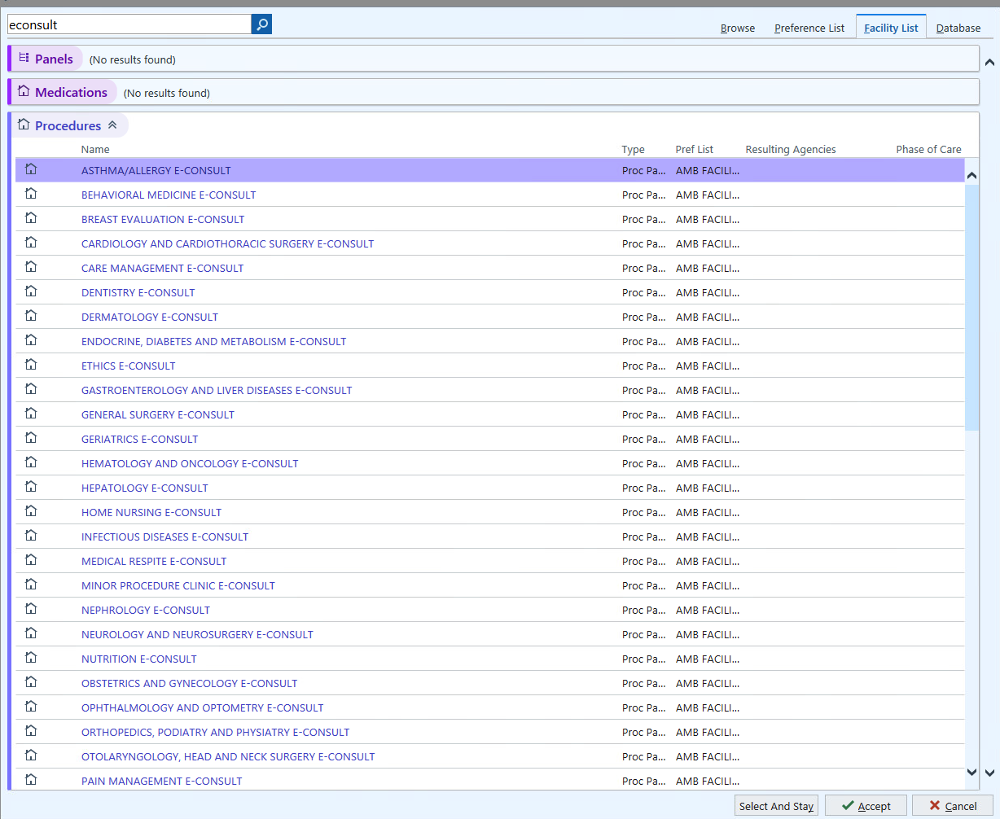 econsult
Browse Preference List Facility List Database
Panels (No results found)
Medications (No results found)
Procedures
Name Type Pref List Resulting Agencies Phase of Care
ASTHMA/ALLERGY E-CONSULT Proc Pa... AMB FACILI...
BEHAVIORAL MEDICINE E-CONSULT Proc Pa... AMB FACILI...
BREAST EVALUATION E-CONSULT Proc Pa... AMB FACILI...
CARDIOLOGY AND CARDIOTHORACIC SURGERY E-CONSULT Proc Pa... AMB FACILI...
CARE MANAGEMENT E-CONSULT Proc Pa... AMB FACILI...
DENTISTRY E-CONSULT Proc Pa... AMB FACILI...
DERMATOLOGY E-CONSULT Proc Pa... AMB FACILI...
ENDOCRINE, DIABETES AND METABOLISM E-CONSULT Proc Pa... AMB FACILI...
ETHICS E-CONSULT Proc Pa... AMB FACILI...
GASTROENTEROLOGY AND LIVER DISEASES E-CONSULT Proc Pa... AMB FACILI...
GENERAL SURGERY E-CONSULT Proc Pa... AMB FACILI...
GERIATRICS E-CONSULT Proc Pa... AMB FACILI...
HEMATOLOGY AND ONCOLOGY E-CONSULT Proc Pa... AMB FACILI...
HEPATOLOGY E-CONSULT Proc Pa... AMB FACILI...
HOME NURSING E-CONSULT Proc Pa... AMB FACILI...
INFECTIOUS DISEASES E-CONSULT Proc Pa... AMB FACILI...
MEDICAL RESPITE E-CONSULT Proc Pa... AMB FACILI...
MINOR PROCEDURE CLINIC E-CONSULT Proc Pa... AMB FACILI...
NEPHROLOGY E-CONSULT Proc Pa... AMB FACILI...
NEUROLOGY AND NEUROSURGERY E-CONSULT Proc Pa... AMB FACILI...
NUTRITION E-CONSULT Proc Pa... AMB FACILI...
OBSTETRICS AND GYNECOLOGY E-CONSULT Proc Pa... AMB FACILI...
OPHTHALMOLOGY AND OPTOMETRY E-CONSULT Proc Pa... AMB FACILI...
ORTHOPEDICS, PODIATRY AND PHYSIATRY E-CONSULT Proc Pa... AMB FACILI...
OTOLARYNGOLOGY, HEAD AND NECK SURGERY E-CONSULT Proc Pa... AMB FACILI...
PAIN MANAGEMENT E-CONSULT Proc Pa... AMB FACILI...
Select And Stay Accept Cancel